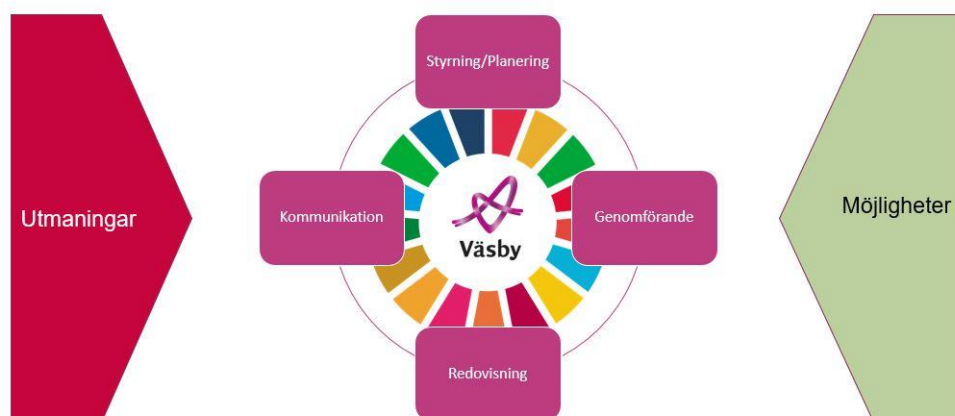 Styrning/Planering
Utmaningar
Kommunikation
Väsby
Genomförande
Möjligheter
Redovisning